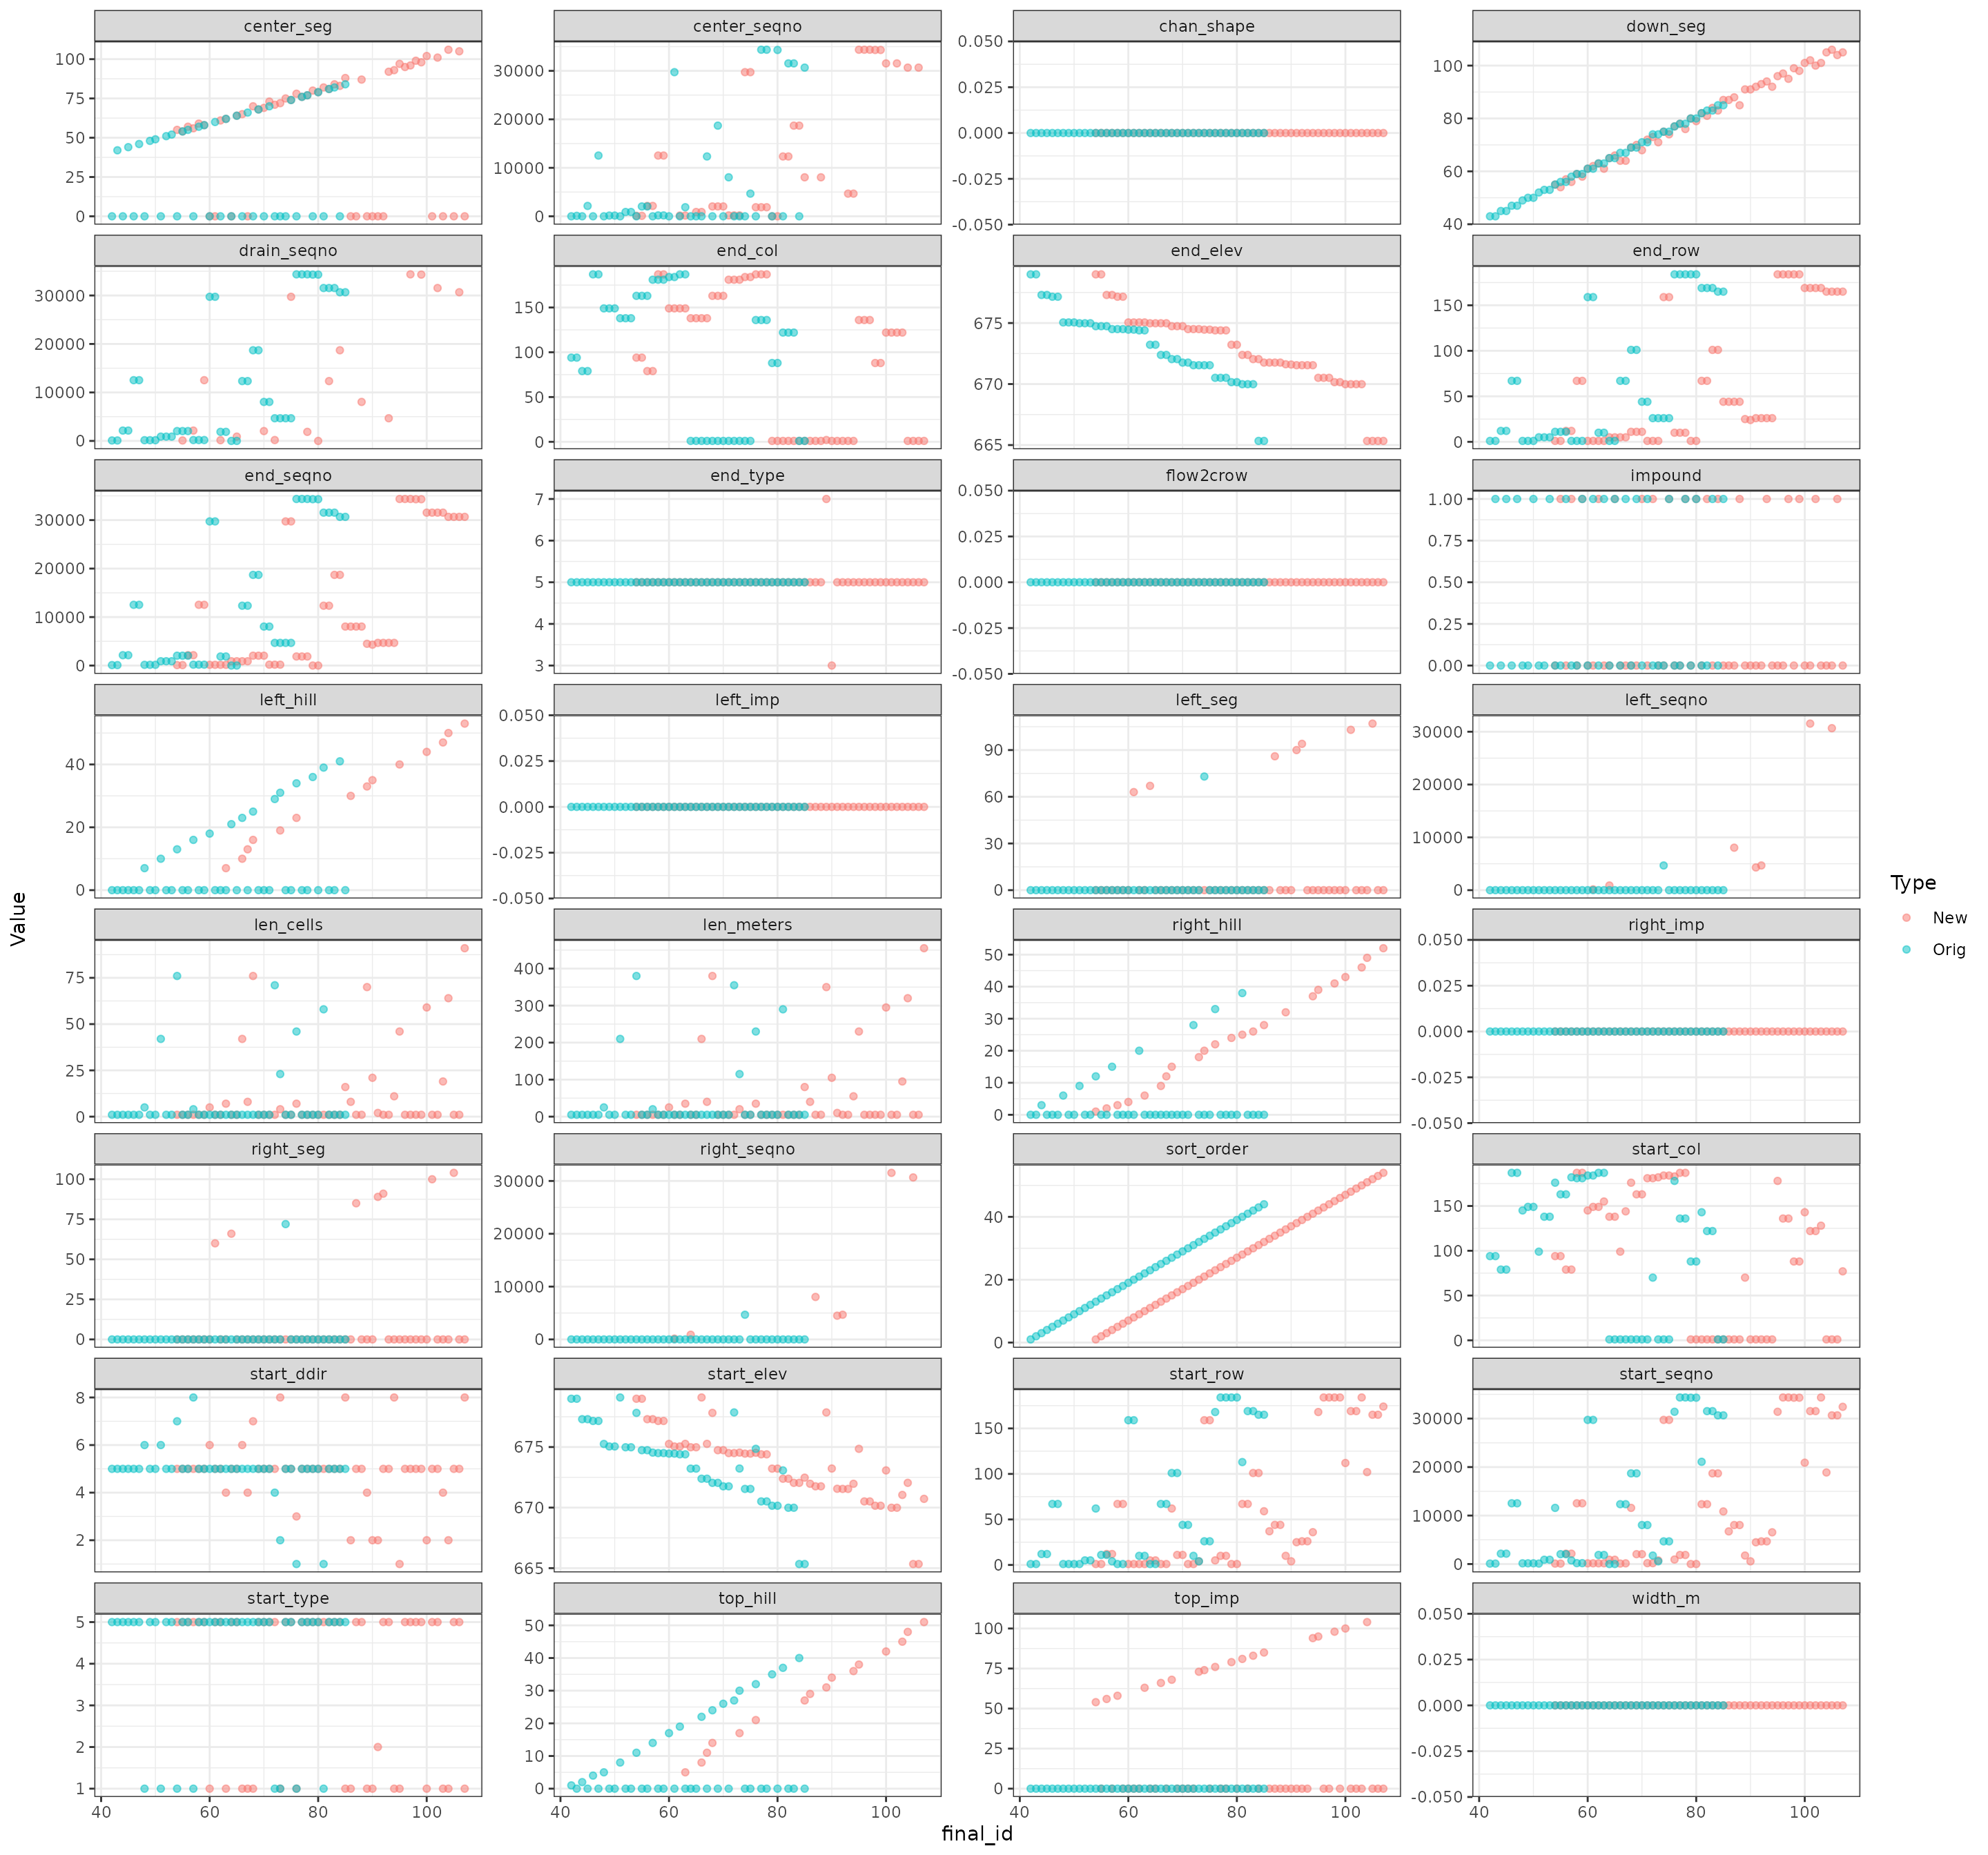 center_seg center_seqno chan_shape down_seg
100 75 50 25 0
30000 20000 10000 0
0.050 0.025 0.000 -0.025 -0.050
100 80 60 40
drain_seqno end_col end_elev end_row
30000 20000 10000 0
150 100 50 0
675 670 665
150 100 50 0
end_seqno end_type flow2crow impound
30000 20000 10000 0
7 6 5 4 3
0.050 0.025 0.000 -0.025 -0.050
1.00 0.75 0.50 0.25 0.00
left_hill left_imp left_seg left_seqno
40 20 0
0.050 0.025 0.000 -0.025 -0.050
90 60 30 0
30000 20000 10000 0
len_cells len_meters right_hill right_imp
75 50 25 0
400 300 200 100 0
50 40 30 20 10 0
0.050 0.025 0.000 -0.025 -0.050
right_seg right_seqno sort_order start_col
100 75 50 25 0
30000 20000 10000 0
40 20 0
150 100 50 0
start_ddir start_elev start_row start_seqno
8 6 4 2
675 670 665
150 100 50 0
30000 20000 10000 0
start_type top_hill top_imp width_m
5 4 3 2 1
50 40 30 20 10 0
100 75 50 25 0
0.050 0.025 0.000 -0.025 -0.050
40 60 80 100 40 60 80 100 40 60 80 100 40 60 80 100
final_id
Value
Type
New
Orig